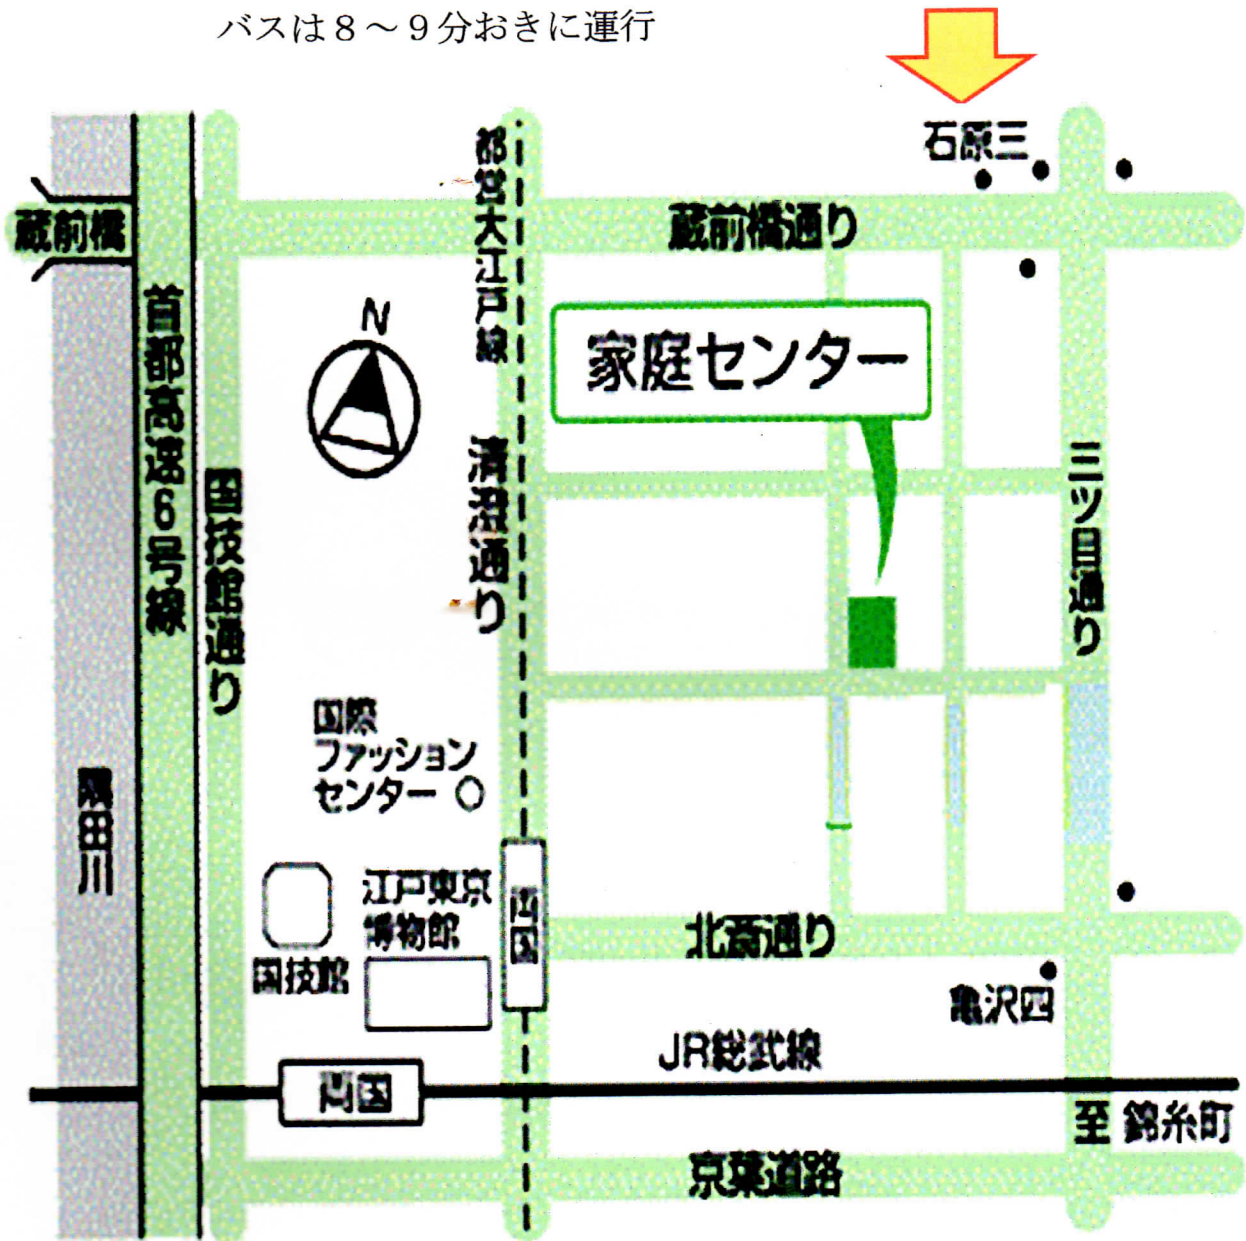 バスは８～９分おきに運行
石原三
都営大江戸線
蔵前橋
蔵前橋通り
首都高速6号線
N
家庭センター
清澄通り
三ツ目通り
国技館通り
国際
ファッション
センター
隅田川
江戸東京
博物館
両国
北斎通り
国技館
亀沢四
JR総武線
両国
至 錦糸町
京葉道路